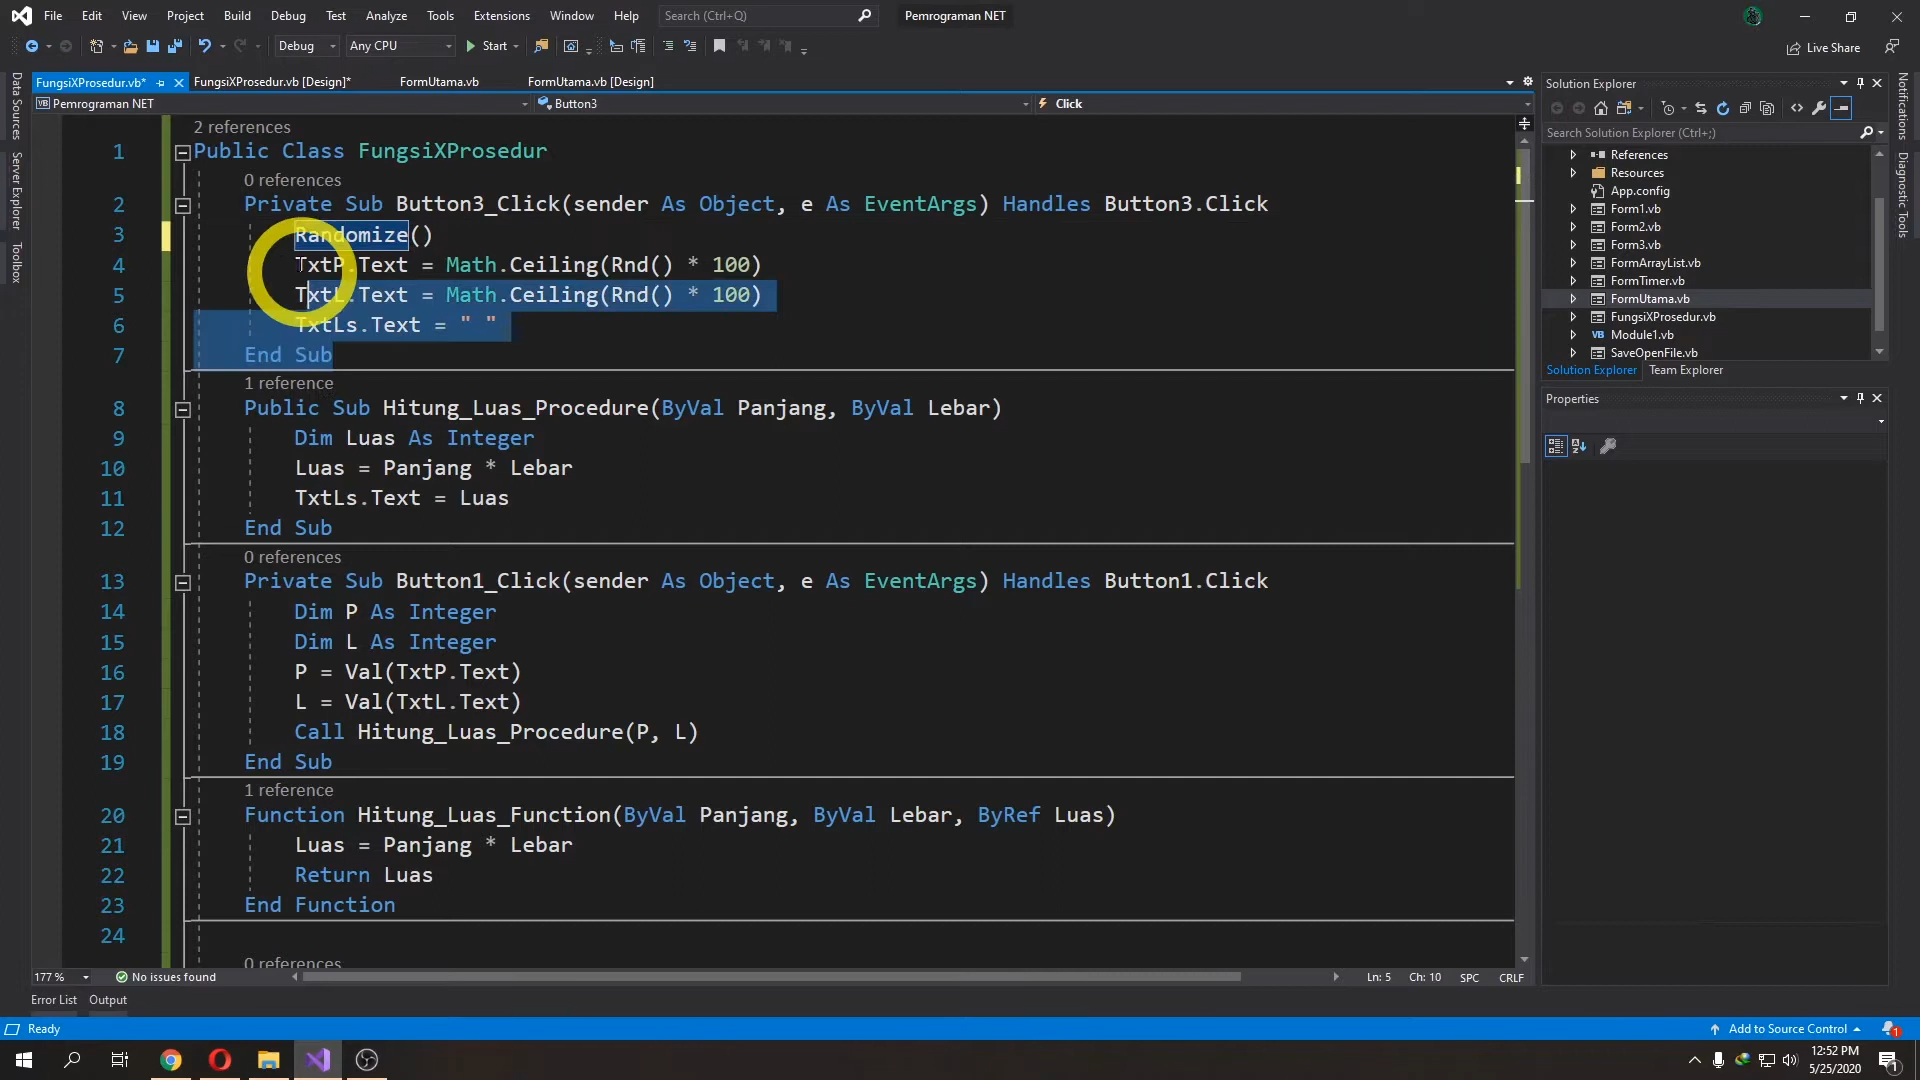 File Edit View Project Build Debug Test Analyze Tools Extensions Window Help Search (Ctrl+Q) Pemrograman NET
Debug Any CPU Start Live Share
FungsiXProsedur.vb* FungsiXProsedur.vb [Design]* FormUtama.vb FormUtama.vb [Design]
Pemrograman NET Button3 Click
Data Sources
Server Explorer
Toolbox
2 references
1 Public Class FungsiXProsedur
0 references
2 Private Sub Button3_Click(sender As Object, e As EventArgs) Handles Button3.Click
3 Randomize()
4 TxtP.Text = Math.Ceiling(Rnd() * 100)
5 TxtL.Text = Math.Ceiling(Rnd() * 100)
6 TxtLs.Text = " "
7 End Sub
1 reference
8 Public Sub Hitung_Luas_Procedure(ByVal Panjang, ByVal Lebar)
9 Dim Luas As Integer
10 Luas = Panjang * Lebar
11 TxtLs.Text = Luas
12 End Sub
0 references
13 Private Sub Button1_Click(sender As Object, e As EventArgs) Handles Button1.Click
14 Dim P As Integer
15 Dim L As Integer
16 P = Val(TxtP.Text)
17 L = Val(TxtL.Text)
18 Call Hitung_Luas_Procedure(P, L)
19 End Sub
1 reference
20 Function Hitung_Luas_Function(ByVal Panjang, ByVal Lebar, ByRef Luas)
21 Luas = Panjang * Lebar
22 Return Luas
23 End Function
24
0 references
177 % No issues found Ln: 5 Ch: 10 SPC CRLF
Error List Output
Solution Explorer
Search Solution Explorer (Ctrl+;)
References
Resources
App.config
Form1.vb
Form2.vb
Form3.vb
FormArrayList.vb
FormTimer.vb
FormUtama.vb
FungsiXProsedur.vb
VB Module1.vb
SaveOpenFile.vb
Solution Explorer Team Explorer
Properties
Notifications
Diagnostic Tools
Ready Add to Source Control 1
12:52 PM
5/25/2020
1